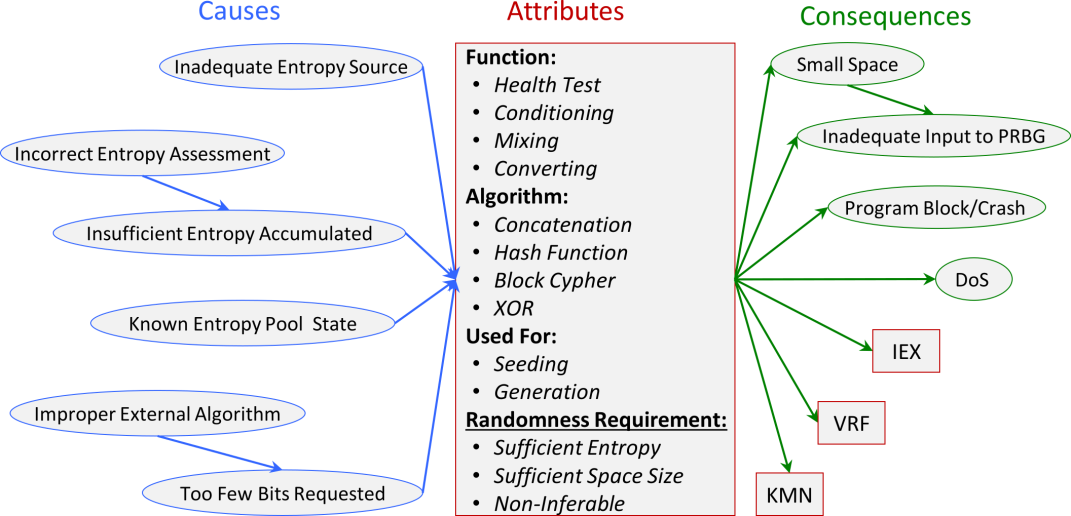 Causes
Inadequate Entropy Source
Incorrect Entropy Assessment
Insufficient Entropy Accumulated
Known Entropy Pool State
Improper External Algorithm
Too Few Bits Requested
Attributes
Function:
• Health Test
• Conditioning
• Mixing
• Converting
Algorithm:
• Concatenation
• Hash Function
• Block Cypher
• XOR
Used For:
• Seeding
• Generation
Randomness Requirement:
• Sufficient Entropy
• Sufficient Space Size
• Non-Inferable
Consequences
Small Space
Inadequate Input to PRBG
Program Block/Crash
DoS
IEX
VRF
KMN